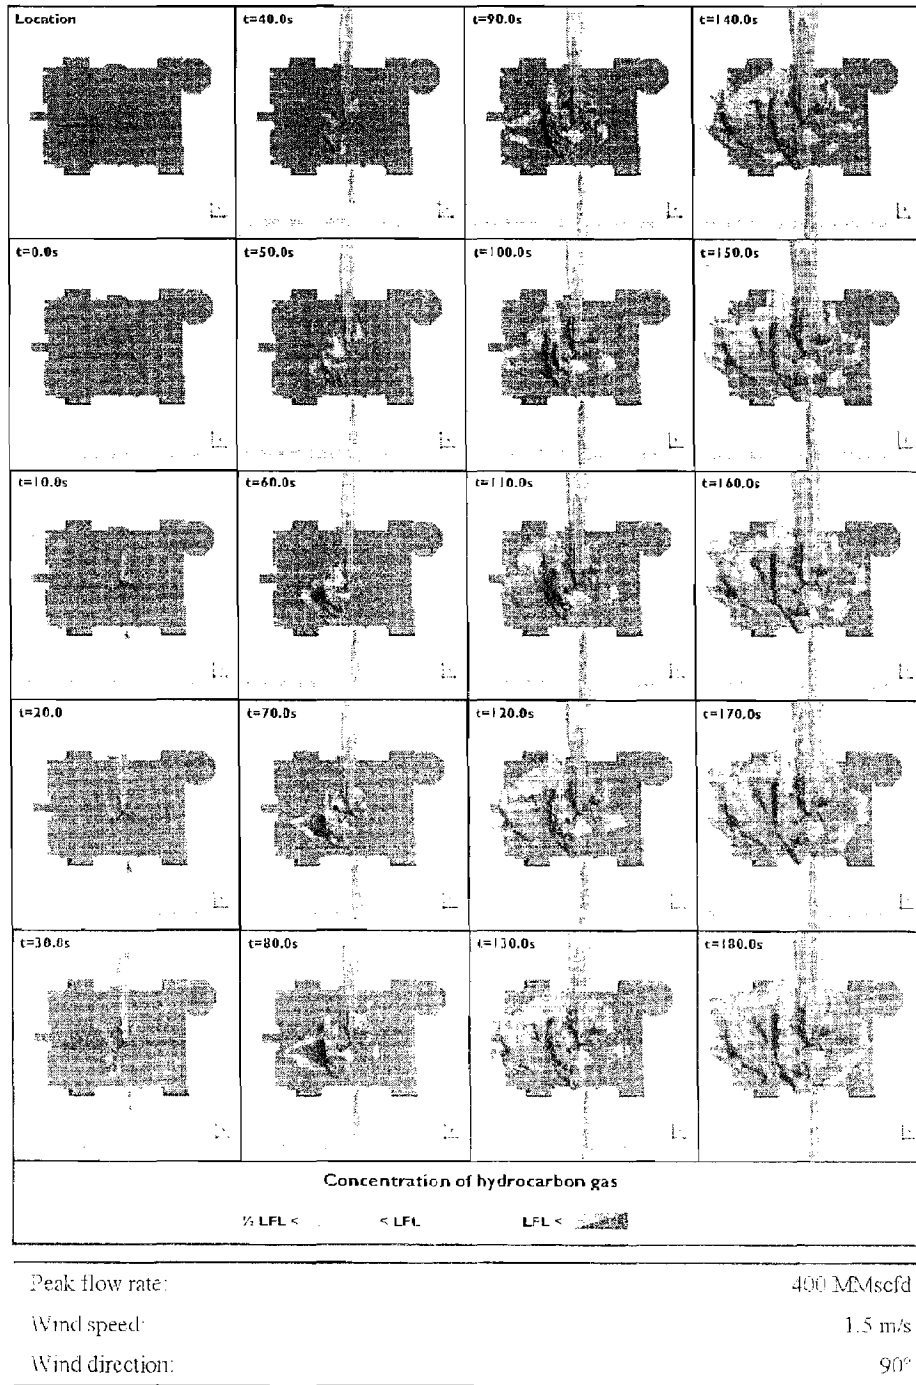 Location
t=40.0s
t=90.0s
t=140.0s
t=0.0s
t=50.0s
t=100.0s
t=150.0s
t=10.0s
t=60.0s
t=110.0s
t=160.0s
t=20.0
t=70.0s
t=120.0s
t=170.0s
t=30.0s
t=80.0s
t=130.0s
t=180.0s
Concentration of hydrocarbon gas
½ LFL < < LFL LFL <
Peak flow rate: 400 MMscfd
Wind speed: 1.5 m/s
Wind direction: 90°